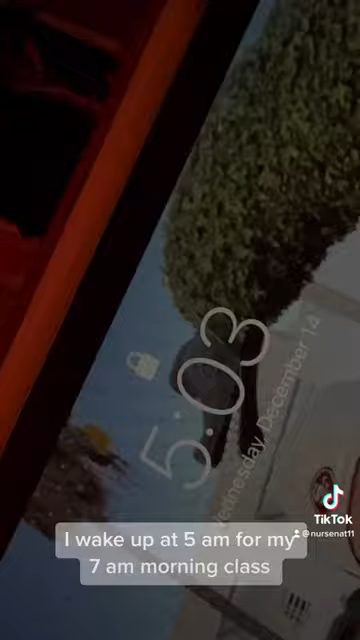 5:03
Wednesday, December 14
TikTok
@nursenat11
I wake up at 5 am for my
7 am morning class